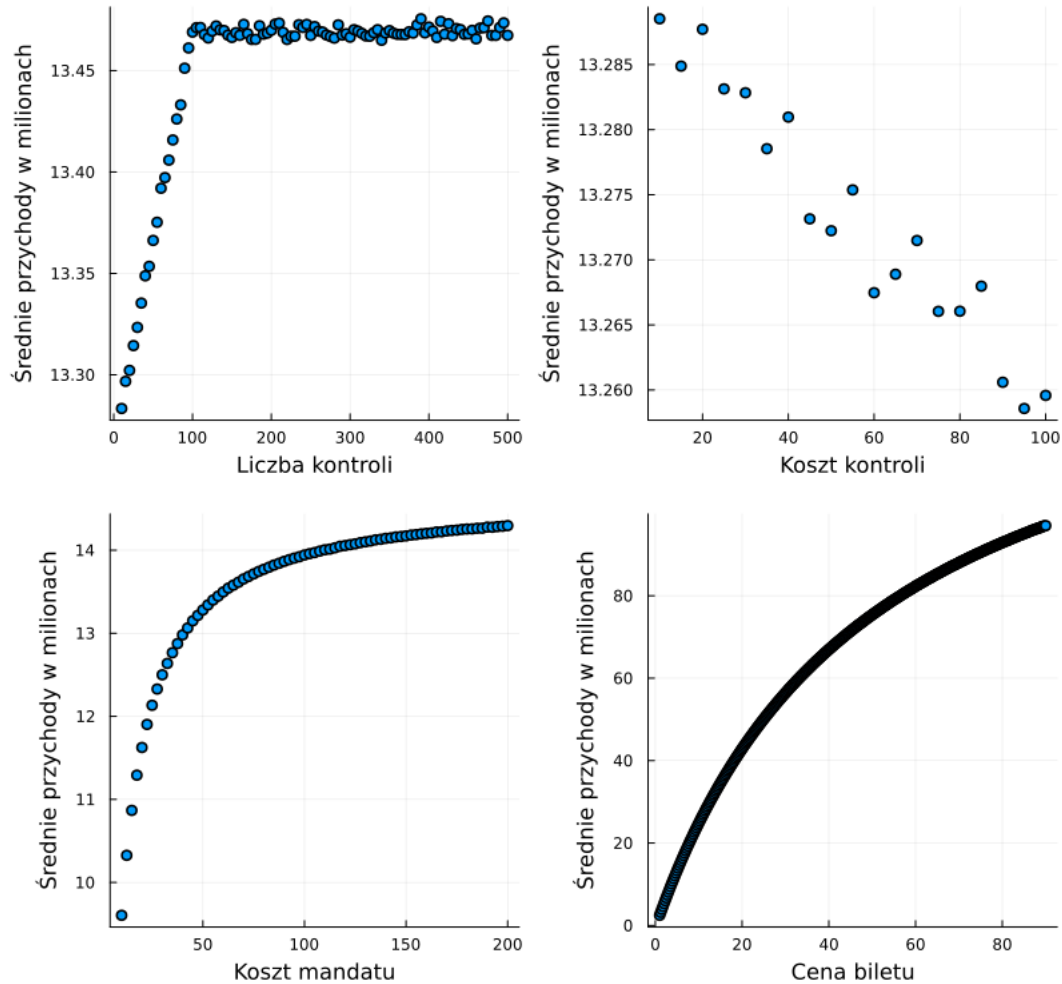 Średnie przychody w milionach
13.45
13.40
13.35
13.30
0 100 200 300 400 500
Liczba kontroli
Średnie przychody w milionach
13.285
13.280
13.275
13.270
13.265
13.260
20 40 60 80 100
Koszt kontroli
Średnie przychody w milionach
14
13
12
11
10
50 100 150 200
Koszt mandatu
Średnie przychody w milionach
80
60
40
20
0
0 20 40 60 80
Cena biletu